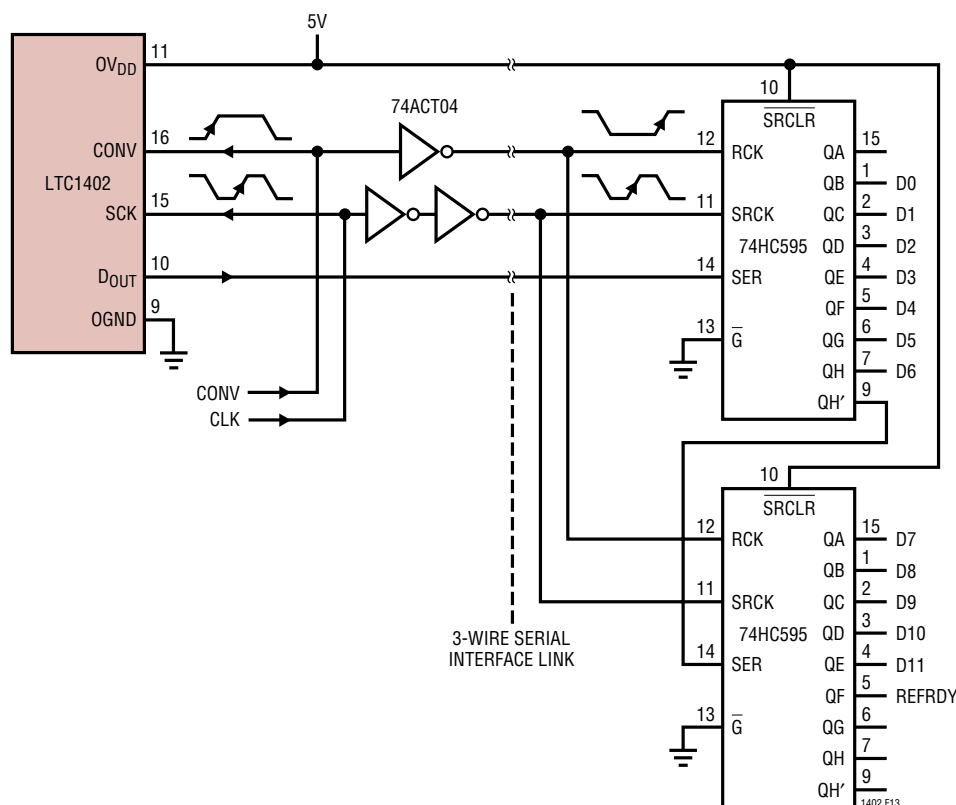 5V
OVDD
11
CONV
16
LTC1402
SCK
15
DOUT
10
OGND
9
74ACT04
CONV
CLK
3-WIRE SERIAL
INTERFACE LINK
10
SRCLR
12
RCK
QA
15
QB
1
D0
11
SRCK
QC
2
D1
74HC595
QD
3
D2
14
SER
QE
4
D3
QF
5
D4
13
G
QG
6
D5
QH
7
D6
QH′
9
10
SRCLR
12
RCK
QA
15
D7
QB
1
D8
11
SRCK
QC
2
D9
74HC595
QD
3
D10
14
SER
QE
4
D11
QF
5
REFRDY
13
G
QG
6
QH
7
QH′
9
1402 F13